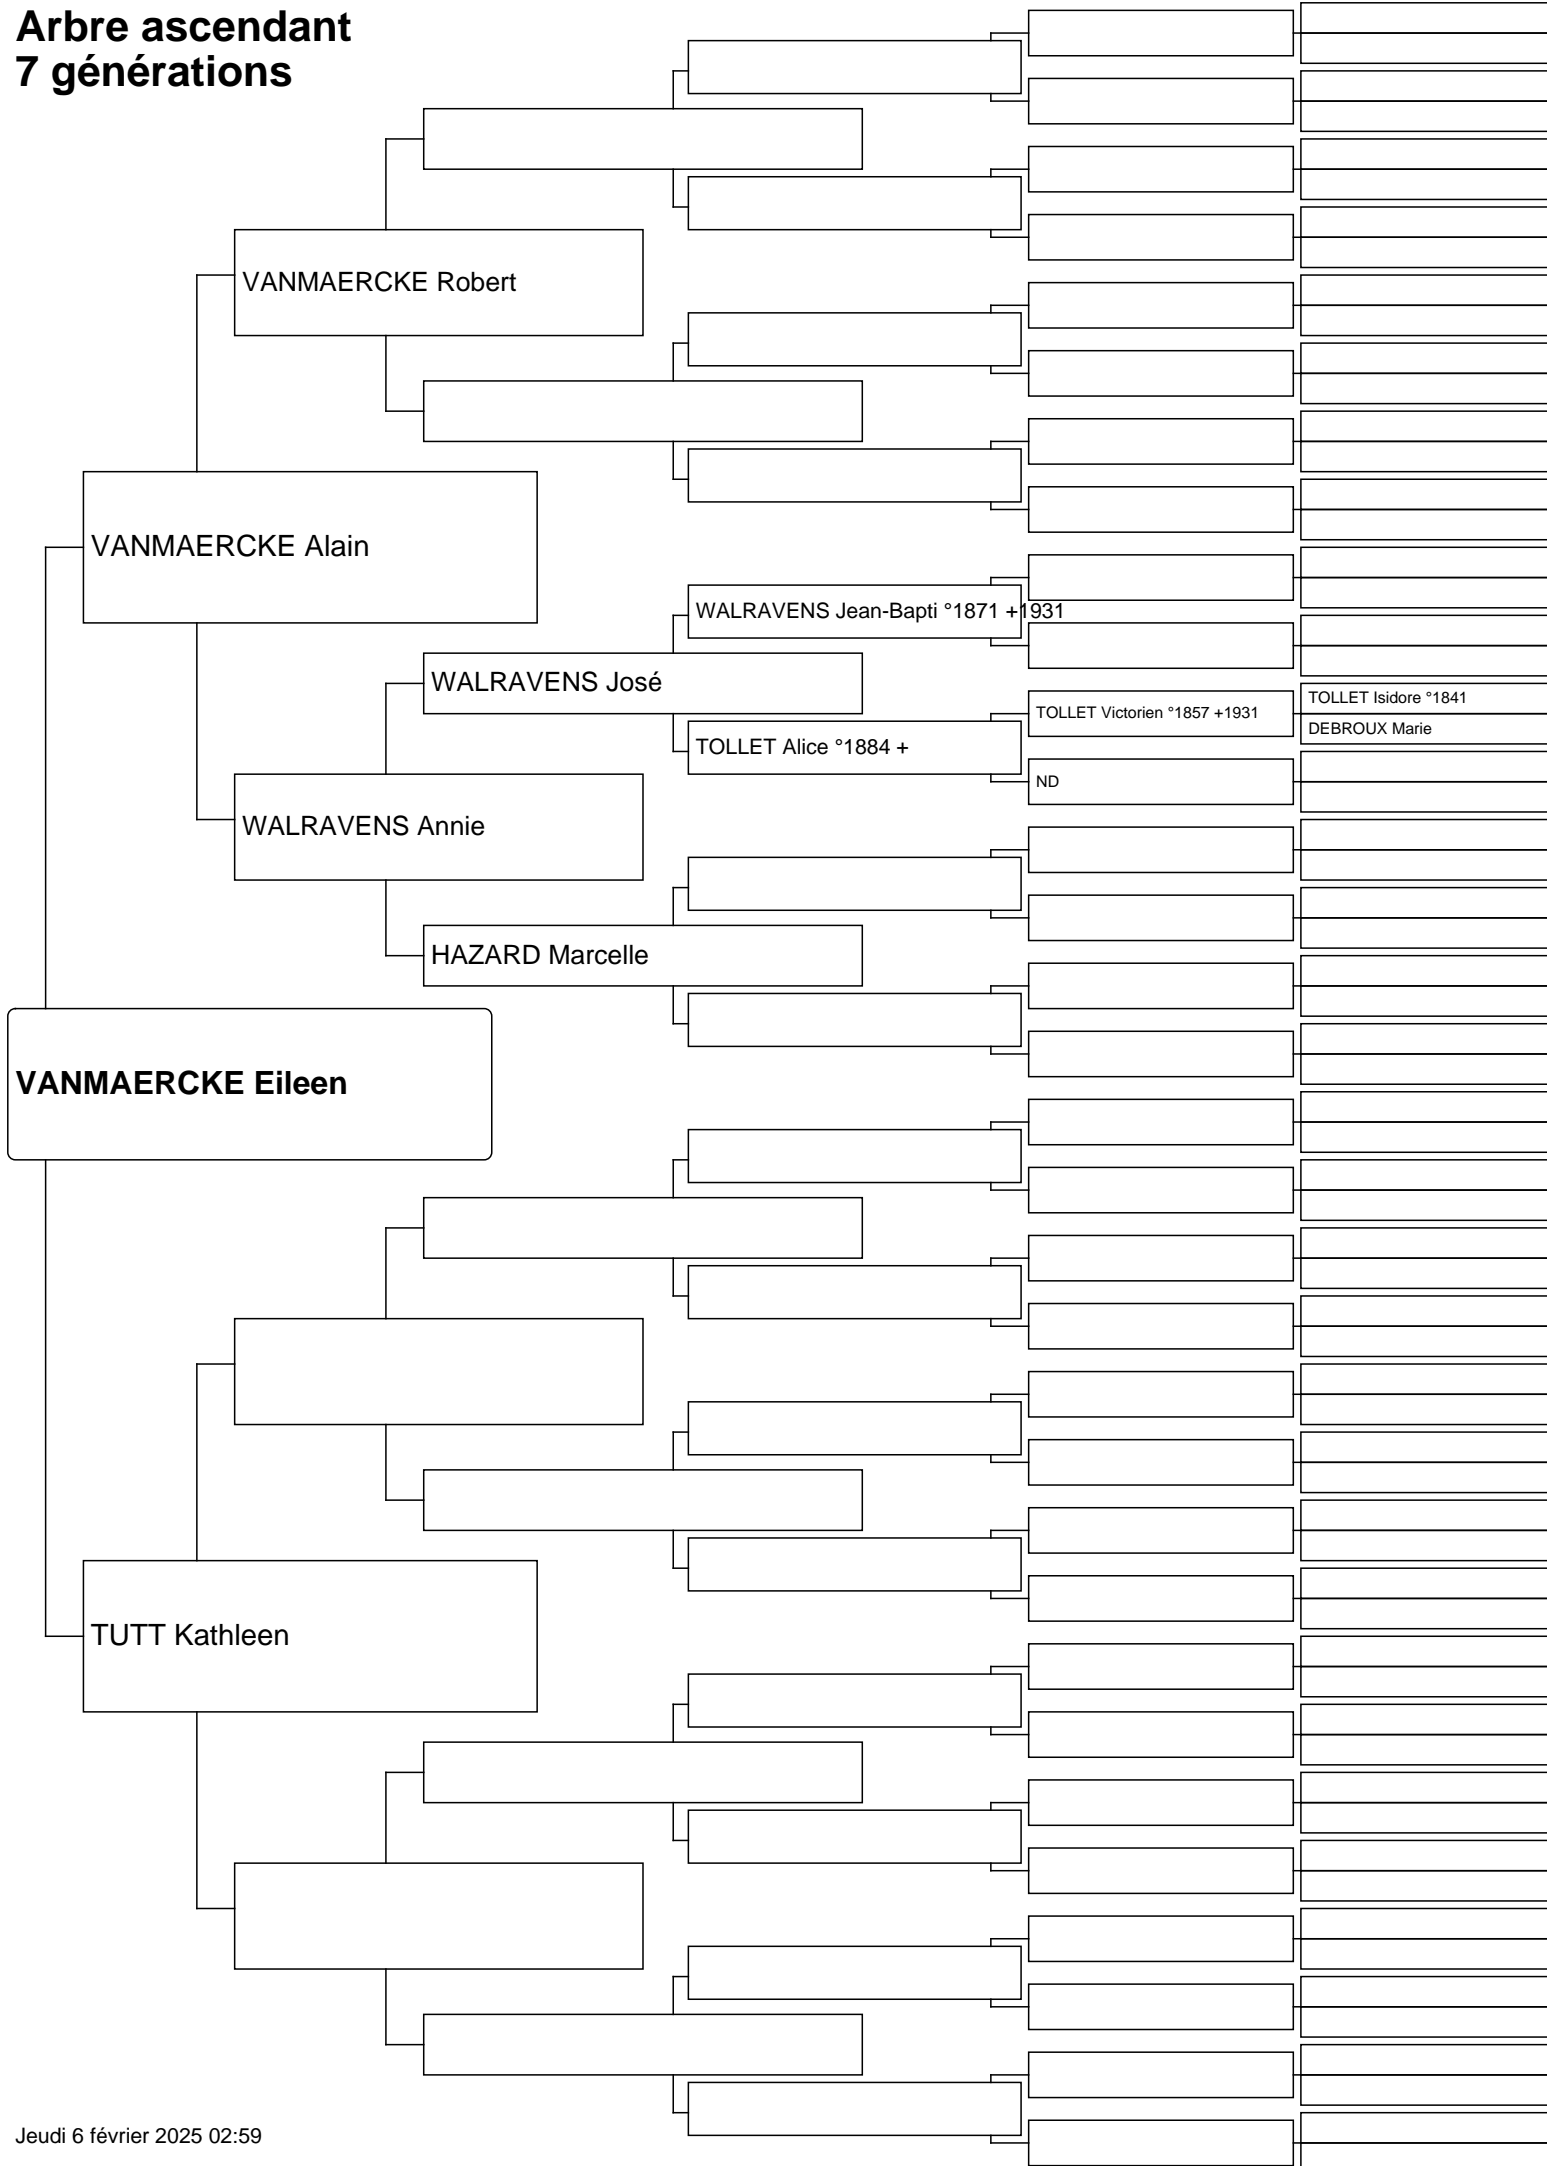 Arbre ascendant
7 générations
VANMAERCKE Robert
VANMAERCKE Alain
WALRAVENS Jean-Bapti °1871 +1931
WALRAVENS José
TOLLET Isidore °1841
TOLLET Victorien °1857 +1931
DEBROUX Marie
TOLLET Alice °1884 +
ND
WALRAVENS Annie
HAZARD Marcelle
VANMAERCKE Eileen
TUTT Kathleen
Jeudi 6 février 2025 02:59